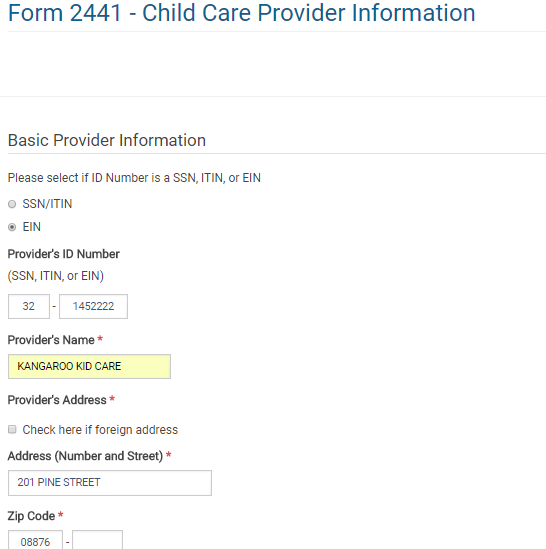 Form 2441 - Child Care Provider Information
Basic Provider Information
Please select if ID Number is a SSN, ITIN, or EIN
SSN/ITIN
EIN
Provider's ID Number
(SSN, ITIN, or EIN)
32 - 1452222
Provider's Name *
KANGAROO KID CARE
Provider's Address *
Check here if foreign address
Address (Number and Street) *
201 PINE STREET
Zip Code *
08876 -